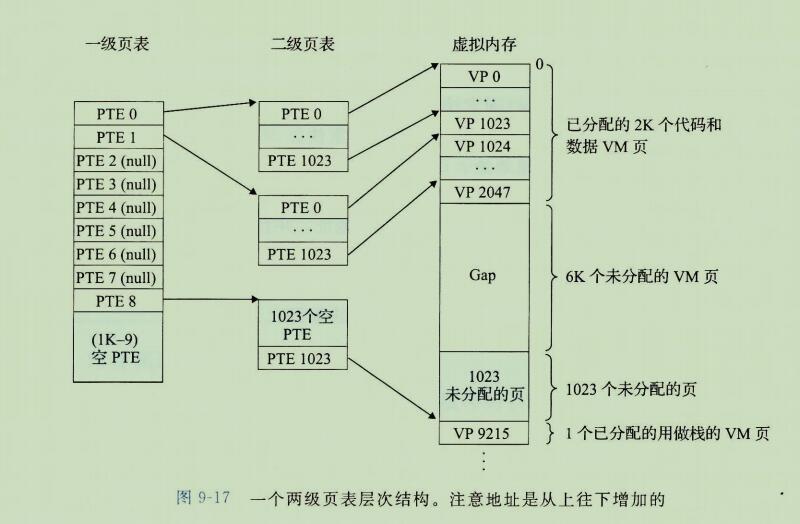 一级页表
二级页表
虚拟内存
PTE 0
PTE 1
PTE 2 (null)
PTE 3 (null)
PTE 4 (null)
PTE 5 (null)
PTE 6 (null)
PTE 7 (null)
PTE 8
(1K–9)
空 PTE
PTE 0
···
PTE 1023
PTE 0
···
PTE 1023
1023个空
PTE
PTE 1023
0
VP 0
···
VP 1023
VP 1024
···
VP 2047
Gap
1023
未分配的页
VP 9215
⋮
已分配的 2K 个代码和
数据 VM 页
6K 个未分配的 VM 页
1023 个未分配的页
1 个已分配的用做栈的 VM 页
图 9-17 一个两级页表层次结构。注意地址是从上往下增加的